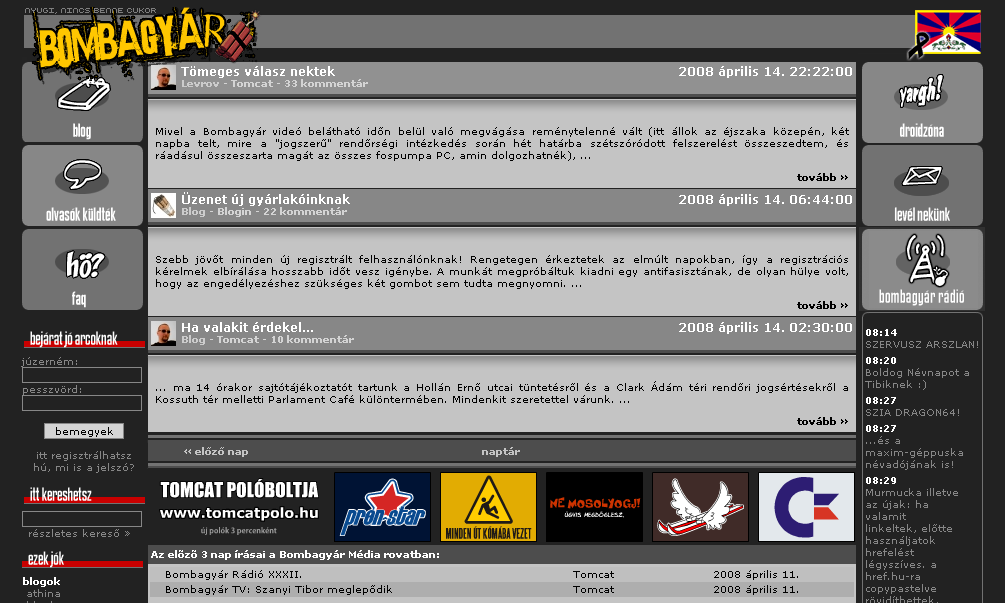 NYUGI, NINCS BENNE CUKOR
BOMBAGYÁR
blog
olvasók küldték
hő?
faq
bejárat jó arcoknak
júzerném:
pesszvörd:
bemegyek
itt regisztrálhatsz
hú, mi is a jelszó?
itt kereshetsz
részletes kereső »
ezek jók
blogok
athina
Tömeges válasz nektek
2008 április 14. 22:22:00
Levrov - Tomcat - 33 kommentár
Mivel a Bombagyár videó belátható időn belül való megvágása reménytelenné vált (itt állok az éjszaka közepén, két
napba telt, mire a "jogszerű" rendőrségi intézkedés során hét határba szétszóródott felszerelést összeszedtem, és
ráadásul összeszarta magát az összes fospumpa PC, amin dolgozhatnék), ...
tovább ››
Üzenet új gyárlakóinknak
2008 április 14. 06:44:00
Blog - Blogin - 22 kommentár
Szebb jövőt minden új regisztrált felhasználónknak! Rengetegen érkeztetek az elmúlt napokban, így a regisztrációs
kérelmek elbírálása hosszabb időt vesz igénybe. A munkát megpróbáltuk kiadni egy antifasisztának, de olyan hülye volt,
hogy az engedélyezéshez szükséges két gombot sem tudta megnyomni. ...
tovább ››
Ha valakit érdekel...
2008 április 14. 02:30:00
Blog - Tomcat - 10 kommentár
... ma 14 órakor sajtótájékoztatót tartunk a Hollán Ernő utcai tüntetésről és a Clark Ádám téri rendőri jogsértésekről a
Kossuth tér melletti Parlament Café különtermében. Mindenkit szeretettel várunk. ...
tovább ››
‹‹ előző nap
naptár
TOMCAT PÓLÓBOLTJA
www.tomcatpolo.hu
új pólók 3 percenként
pron-star
MINDEN ÚT KÓMÁBA VEZET
NE MOSOLYOGJ!
ÚGYIS MEGDÖGLESZ.
Az előző 3 nap írásai a Bombagyár Média rovatban:
Bombagyár Rádió XXXII.
Tomcat
2008 április 11.
Bombagyár TV: Szanyi Tibor meglepődik
Tomcat
2008 április 11.
yargh!
droidzóna
levél nekünk
bombagyár rádió
08:14
SZERVUSZ ARSZLAN!
08:20
Boldog Névnapot a
Tibiknek :)
08:27
SZIA DRAGON64!
08:27
...és a
maxim-géppuska
névadójának is!
08:29
Murmucka illetve
az újak: ha
valamit
linkeltek, előtte
használjatok
hrefelést
légyszíves. a
href.hu-ra
copypastelve
rövidíthettek.